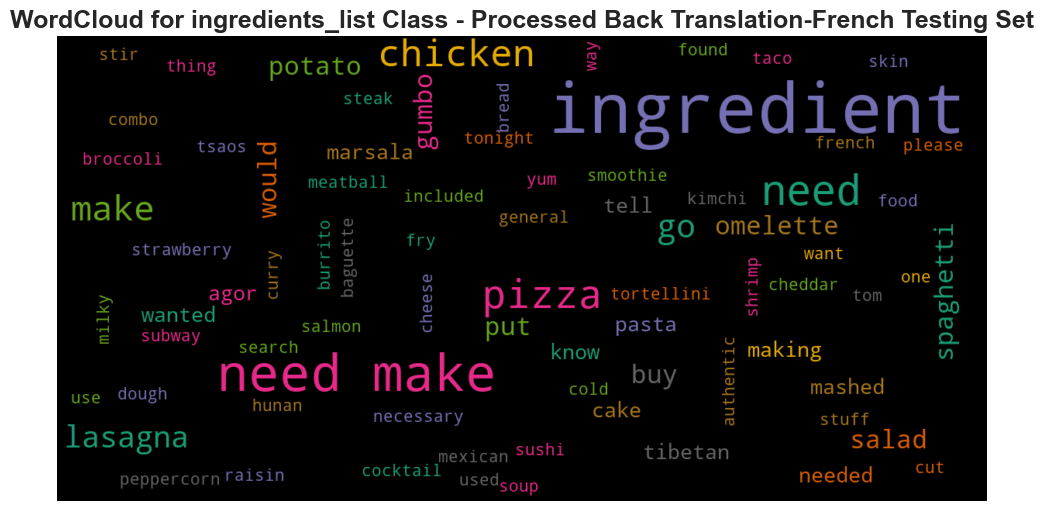 WordCloud for ingredients_list Class - Processed Back Translation-French Testing Set
stir
thing
potato
chicken
way
found
taco
skin
combo
steak
gumbo
bread
ingredient
broccoli
tsaos
would
marsala
tonight
french
please
meatball
included
yum
smoothie
make
general
tell
kimchi
need
food
strawberry
curry
burrito
baguette
fry
go
omelette
want
spaghetti
milky
agor
wanted
subway
salmon
cheese
pizza
put
tortellini
pasta
shrimp
cheddar
tom
one
search
need make
know
buy
making
authentic
mashed
use
dough
hunan
necessary
cold
cake
stuff
lasagna
salad
peppercorn
raisin
cocktail
mexican
used
sushi
soup
tibetan
needed
cut